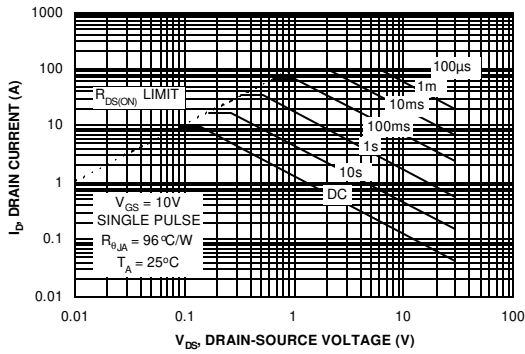 1000
100
10
1
0.1
0.01
I_D, DRAIN CURRENT (A)
100µs
1m
10ms
100ms
1s
10s
DC
R_DS(ON) LIMIT
V_GS = 10V
SINGLE PULSE
R_θJA = 96 °C/W
T_A = 25°C
0.01 0.1 1 10 100
V_DS, DRAIN-SOURCE VOLTAGE (V)